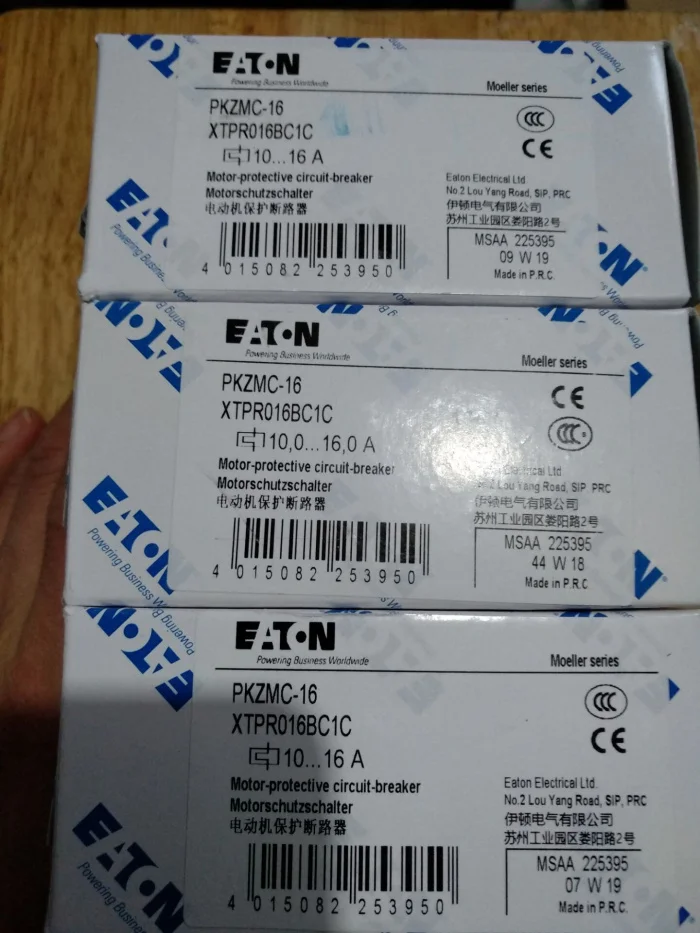 EATON
Powering Business Worldwide
Moeller series
PKZMC-16
XTPR016BC1C
10...16 A
Motor-protective circuit-breaker
Motorschutzschalter
电动机保护断路器
4 015082 253950
CCC
CE
Eaton Electrical Ltd.
No.2 Lou Yang Road, SIP, PRC
伊顿电气有限公司
苏州工业园区娄阳路2号
MSAA 225395
09 W 19
Made in P.R.C.
EATON
Powering Business Worldwide
Moeller series
PKZMC-16
XTPR016BC1C
10,0...16,0 A
Motor-protective circuit-breaker
Motorschutzschalter
电动机保护断路器
4 015082 253950
CE
CCC
Ltd
Lou Yang Road, SIP, PRC
伊顿电气有限公司
苏州工业园区娄阳路2号
MSAA 225395
44 W 18
Made in P.R.C
EATON
Powering Business Worldwide
Moeller series
PKZMC-16
XTPR016BC1C
10...16 A
Motor-protective circuit-breaker
Motorschutzschalter
电动机保护断路器
4 015082 253950
CCC
CE
Eaton Electrical Ltd.
No.2 Lou Yang Road, SIP, PRC
伊顿电气有限公司
苏州工业园区娄阳路2号
MSAA 225395
07 W 19
Made in P.R.C.